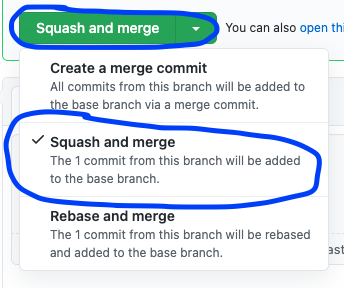 Squash and merge
You can also open this
Create a merge commit
All commits from this branch will be added
to the base branch via a merge commit.
Squash and merge
The 1 commit from this branch will be added
to the base branch.
Rebase and merge
The 1 commit from this branch will be rebased
and added to the base branch.